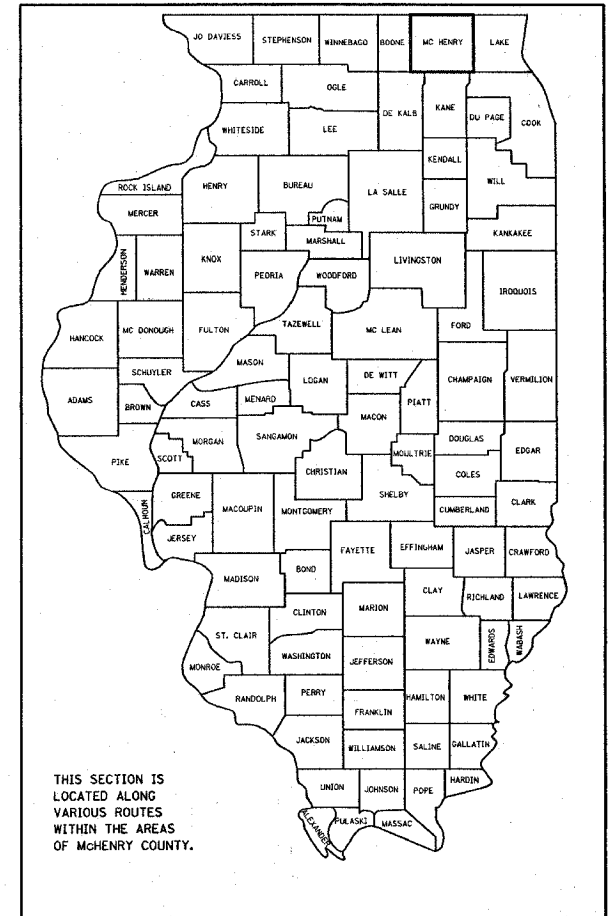 JO DAVIESS STEPHENSON WINNEBAGO BOONE MC HENRY LAKE
CARROLL OGLE DE KALB KANE DU PAGE COOK
WHITESIDE LEE
KENDALL WILL
ROCK ISLAND HENRY BUREAU LA SALLE GRUNDY
MERCER PUTNAM KANKAKEE
STARK MARSHALL
HENDERSON WARREN KNOX PEORIA WOODFORD LIVINGSTON IROQUOIS
HANCOCK MC DONOUGH FULTON TAZEWELL MC LEAN FORD
SCHUYLER MASON LOGAN DE WITT CHAMPAIGN VERMILION
ADAMS BROWN CASS MENARD MACON PIATT
PIKE SCOTT MORGAN SANGAMON CHRISTIAN MOULTRIE DOUGLAS EDGAR
COLES
CALHOUN GREENE MACOUPIN MONTGOMERY SHELBY CUMBERLAND CLARK
JERSEY FAYETTE EFFINGHAM JASPER CRAWFORD
MADISON BOND
CLINTON MARION CLAY RICHLAND LAWRENCE
ST. CLAIR WAYNE EDWARDS WABASH
MONROE WASHINGTON JEFFERSON
RANDOLPH PERRY FRANKLIN HAMILTON WHITE
JACKSON WILLIAMSON SALINE GALLATIN
UNION JOHNSON POPE HARDIN
ALEXANDER PULASKI MASSAC
THIS SECTION IS
LOCATED ALONG
VARIOUS ROUTES
WITHIN THE AREAS
OF McHENRY COUNTY.